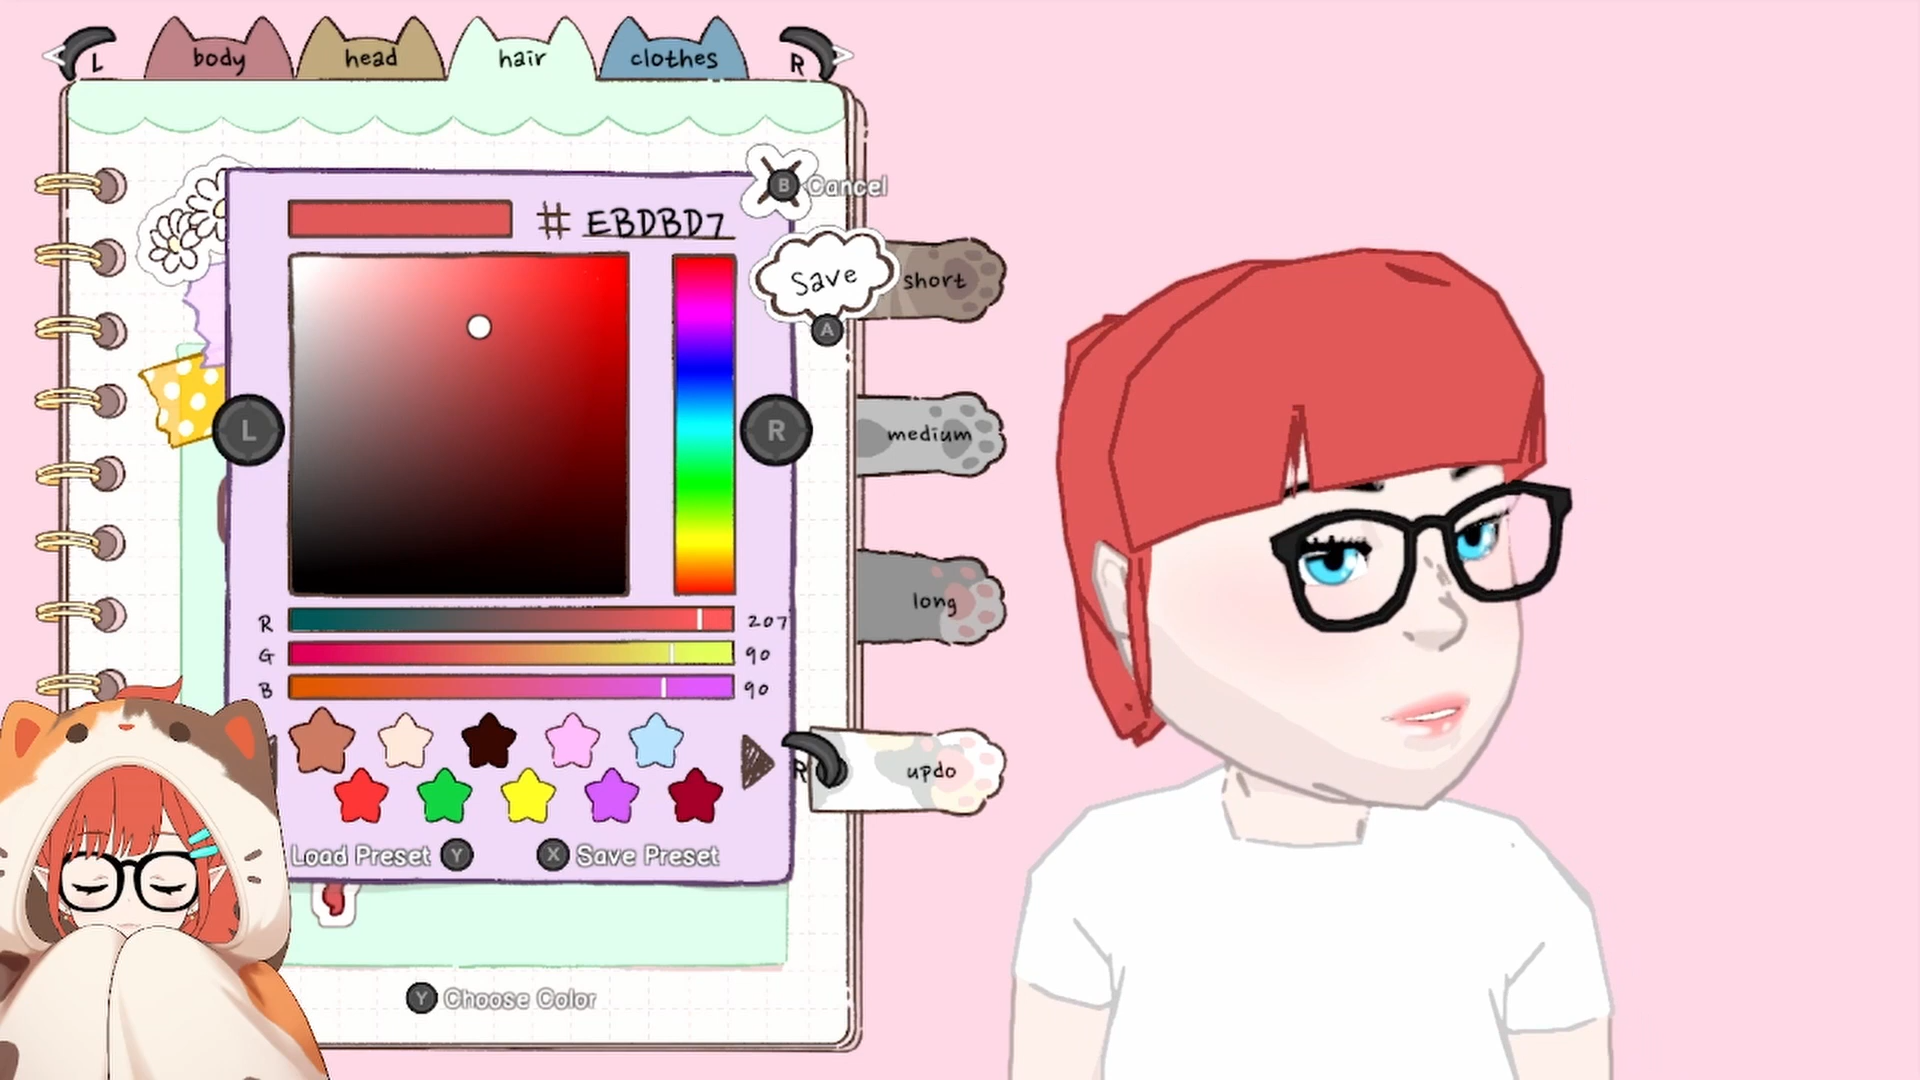 L body head hair clothes R
B Cancel
# EBDBD7
Save
A
short
L R
medium
long
R 207
G 90
B 90
R updo
Load Preset Y X Save Preset
Y Choose Color